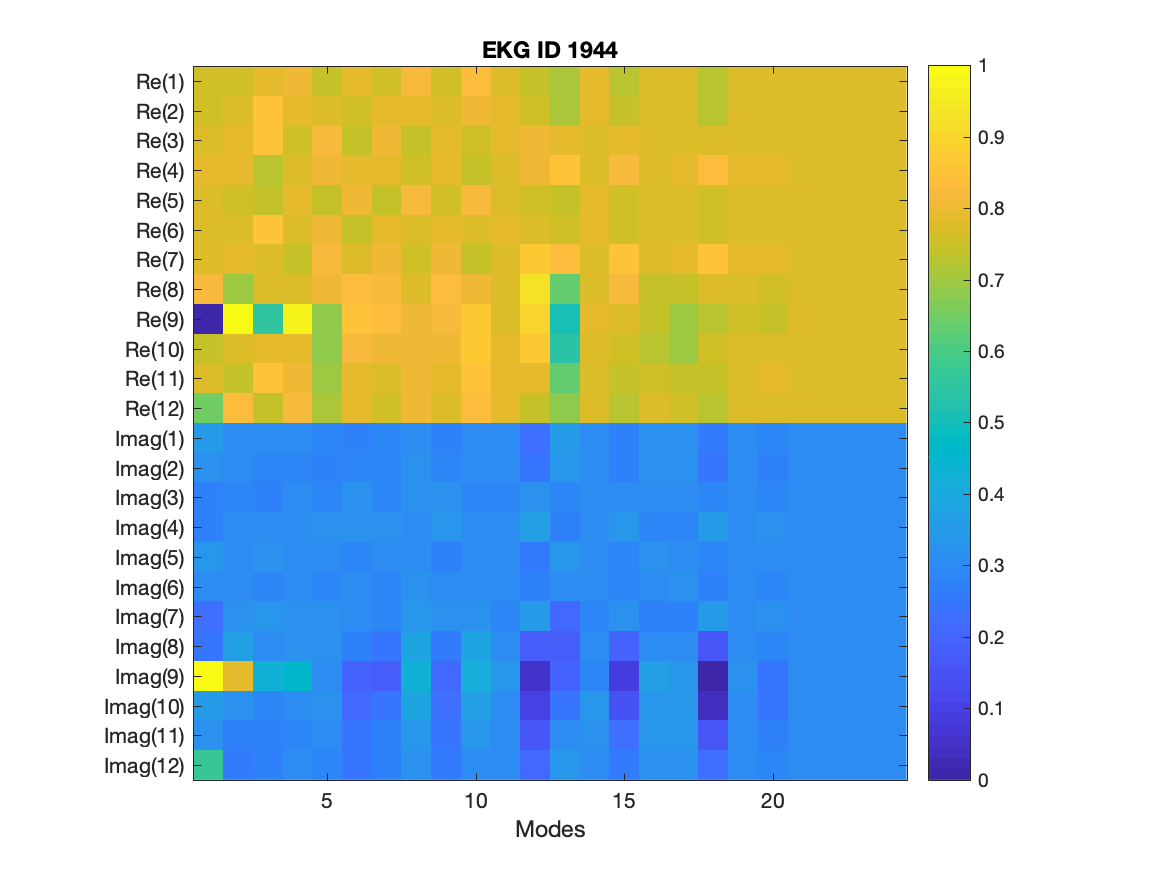 EKG ID 1944
Re(1)
Re(2)
Re(3)
Re(4)
Re(5)
Re(6)
Re(7)
Re(8)
Re(9)
Re(10)
Re(11)
Re(12)
Imag(1)
Imag(2)
Imag(3)
Imag(4)
Imag(5)
Imag(6)
Imag(7)
Imag(8)
Imag(9)
Imag(10)
Imag(11)
Imag(12)
5 10 15 20
Modes
1
0.9
0.8
0.7
0.6
0.5
0.4
0.3
0.2
0.1
0